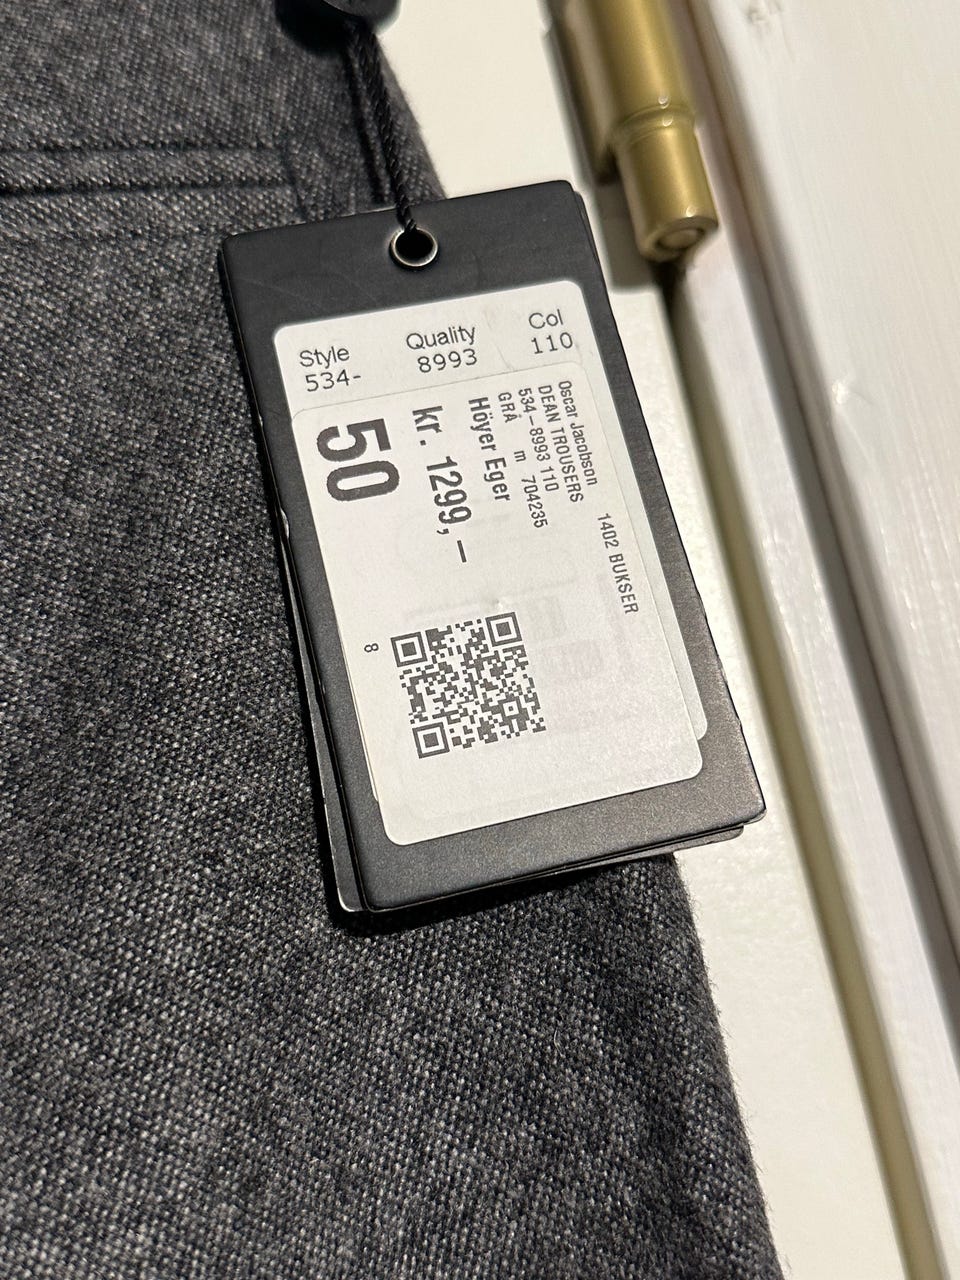 Style Quality Col
534- 8993 110
Oscar Jacobson 1402 BUKSER
DEAN TROUSERS
534-8993 110
GRÅ m 704235
Höyer Eger
kr. 1299,-
50
8